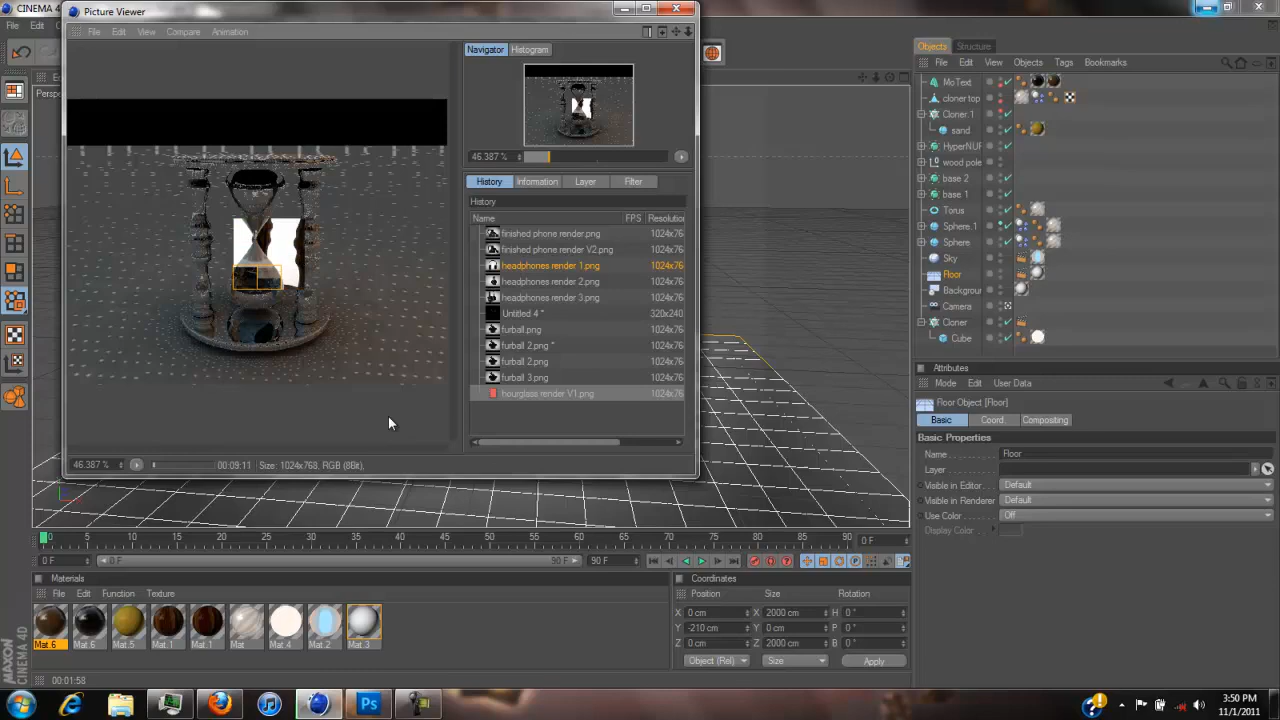 CINEMA 4
Picture Viewer
File Edit View Compare Animation
Navigator Histogram
46.387 %
History Information Layer Filter
History
Name FPS Resolutio
finished phone render.png 1024x76
finished phone render V2.png 1024x76
headphones render 1.png 1024x76
headphones render 2.png 1024x76
headphones render 3.png 1024x76
Untitled 4 * 320x240
furball.png 1024x76
furball 2.png * 1024x76
furball 2.png 1024x76
furball 3.png 1024x76
hourglass render V1.png 1024x76
46.387 % 00:09:11 Size: 1024x768, RGB (8Bit),
File Ed
Persp
Objects Structure
File Edit View Objects Tags Bookmarks
MoText
cloner top
Cloner.1
sand
HyperNUF
wood pole
base 2
base 1
Torus
Sphere.1
Sphere
Sky
Floor
Backgrou
Camera
Cloner
Cube
Attributes
Mode Edit User Data
Floor Object [Floor]
Basic Coord. Compositing
Basic Properties
Name Floor
Layer
Visible in Editor Default
Visible in Renderer Default
Use Color Off
Display Color
0 5 10 15 20 25 30 35 40 45 50 55 60 65 70 75 80 85 90 0 F
0 F 0 F 90 F 90 F
Materials
File Edit Function Texture
Mat.6 Mat.6 Mat.5 Mat.1 Mat.1 Mat Mat.4 Mat.2 Mat.3
Coordinates
Position Size Rotation
X 0 cm X 2000 cm H 0 °
Y -210 cm Y 0 cm P 0 °
Z 0 cm Z 2000 cm B 0 °
Object (Rel) Size Apply
MAXON CINEMA 4D
00:01:58
3:50 PM
11/1/2011